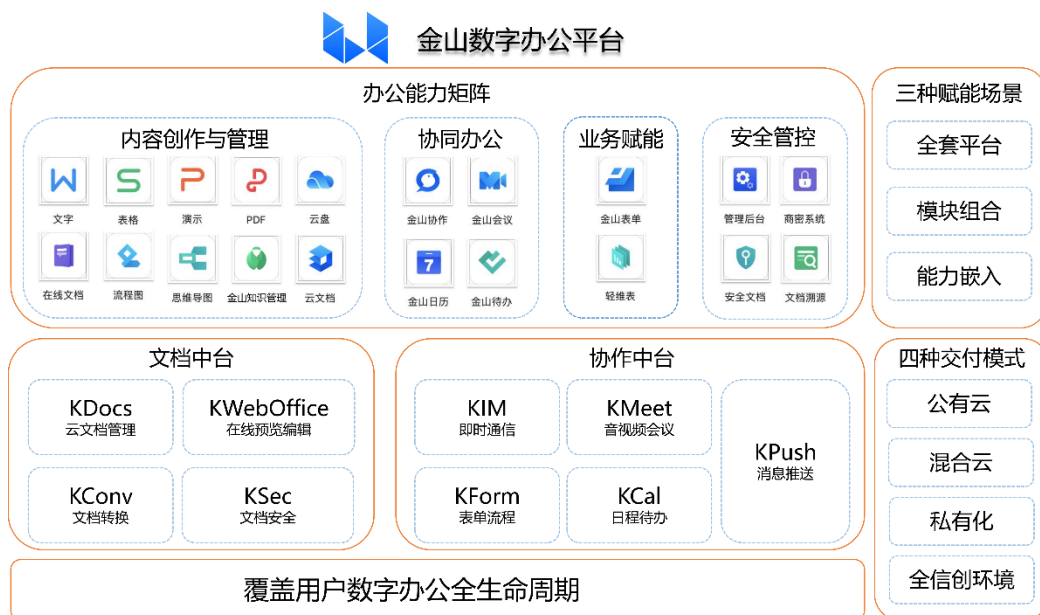 金山数字办公平台
办公能力矩阵
内容创作与管理
文字 表格 演示 PDF 云盘
在线文档 流程图 思维导图 金山知识管理 云文档
协同办公
金山协作 金山会议
7
金山日历 金山待办
业务赋能
金山表单
轻维表
安全管控
管理后台 商密系统
安全文档 文档溯源
三种赋能场景
全套平台
模块组合
能力嵌入
文档中台
KDocs
云文档管理
KWebOffice
在线预览编辑
KConv
文档转换
KSec
文档安全
协作中台
KIM
即时通信
KMeet
音视频会议
KForm
表单流程
KCal
日程待办
KPush
消息推送
四种交付模式
公有云
混合云
私有化
全信创环境
覆盖用户数字办公全生命周期